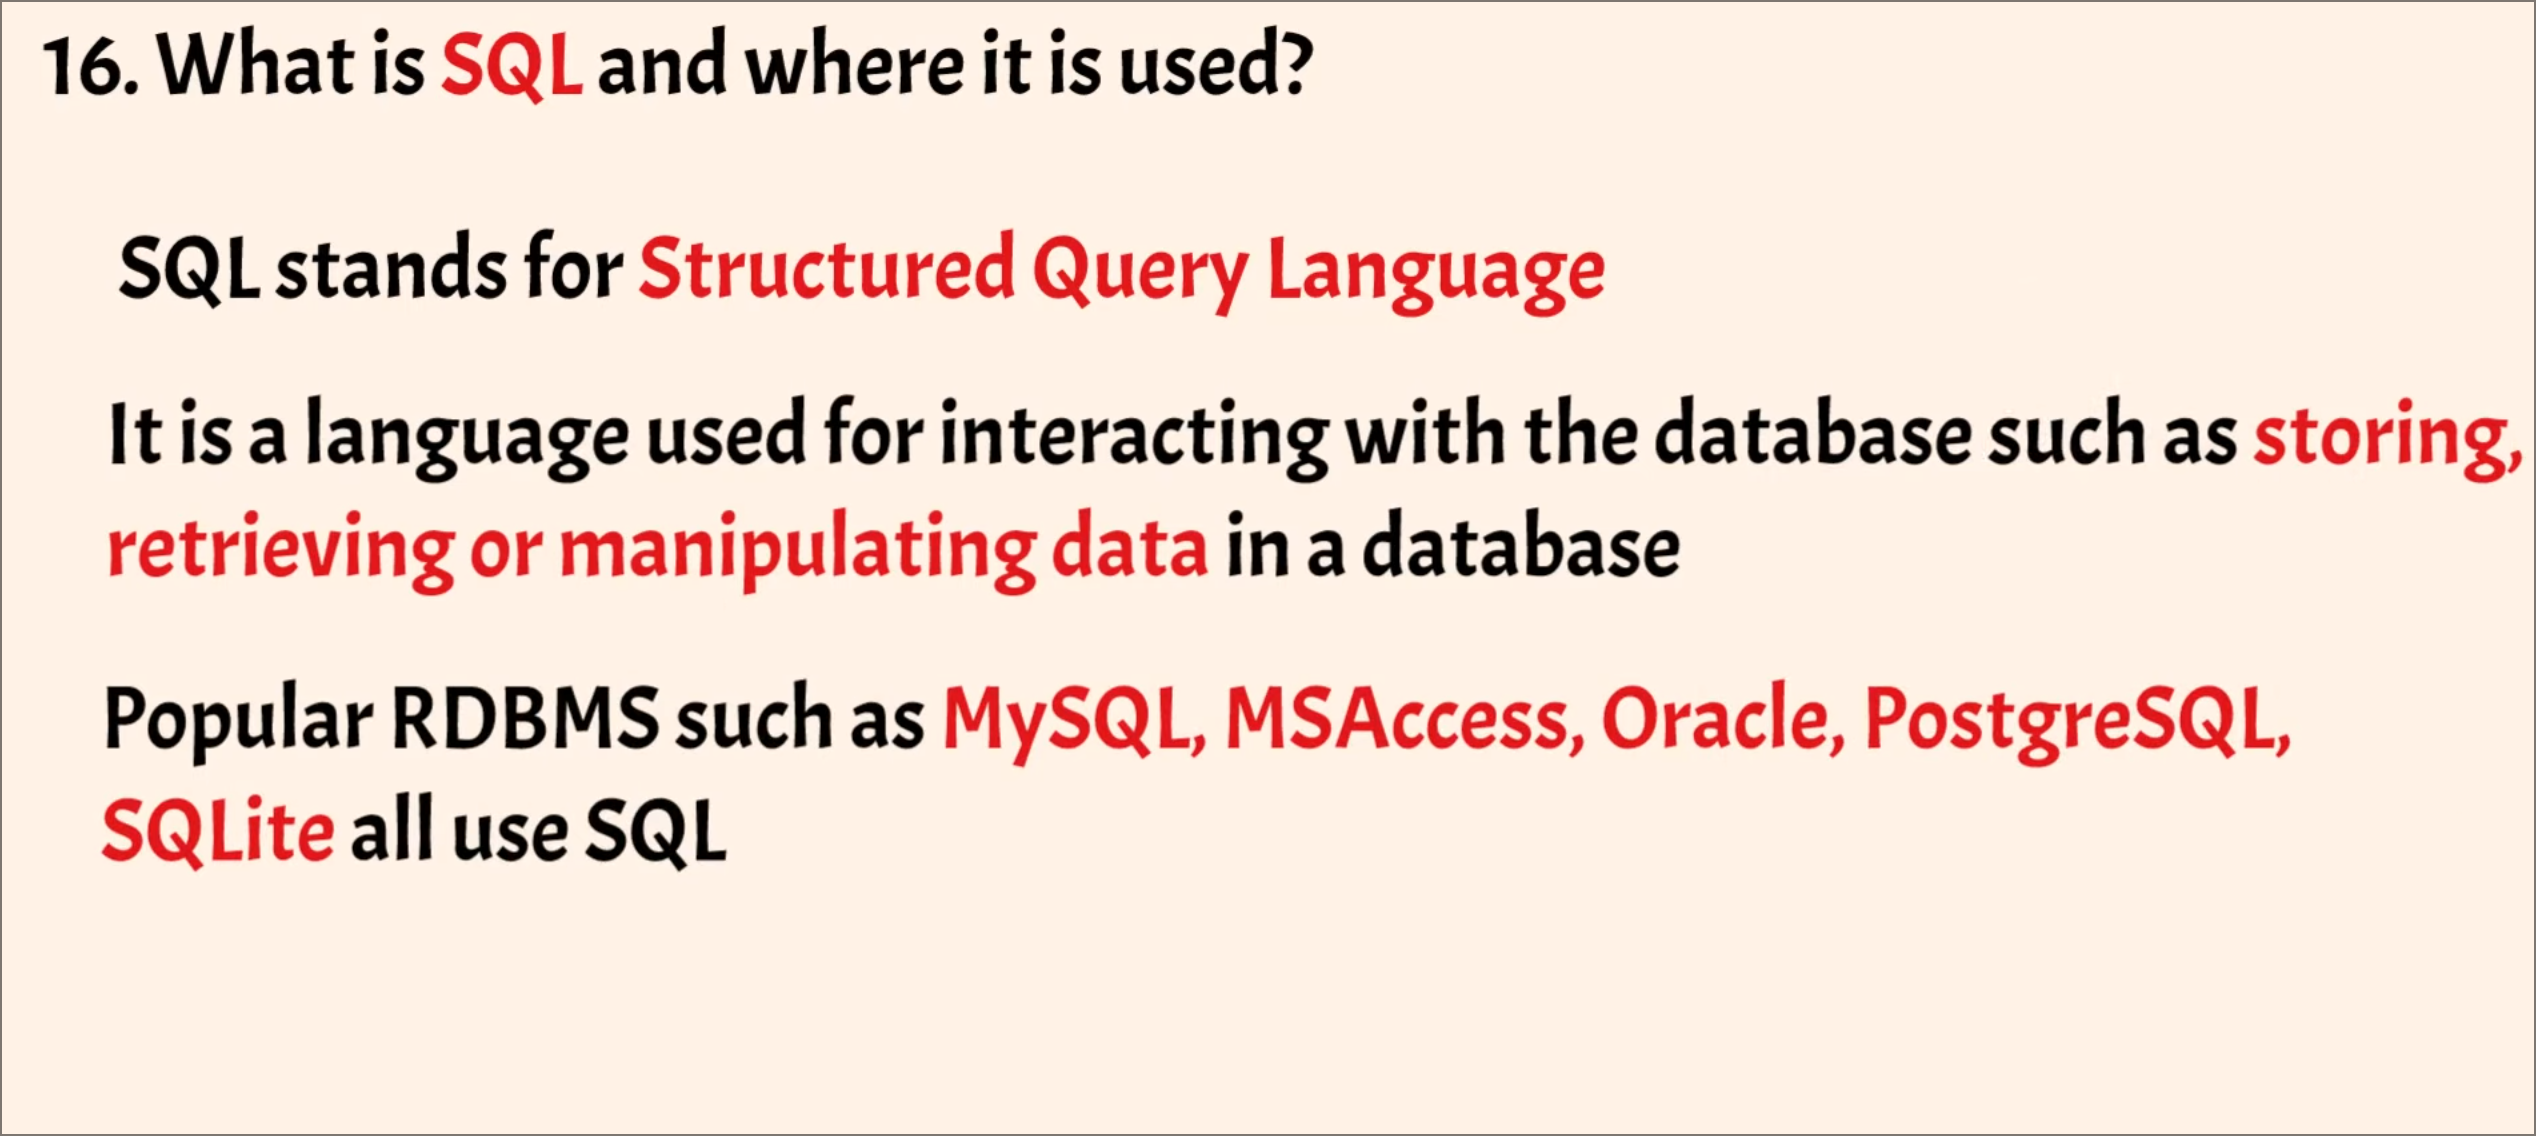 16. What is SQL and where it is used?
SQL stands for Structured Query Language
It is a language used for interacting with the database such as storing,
retrieving or manipulating data in a database
Popular RDBMS such as MySQL, MSAccess, Oracle, PostgreSQL,
SQLite all use SQL